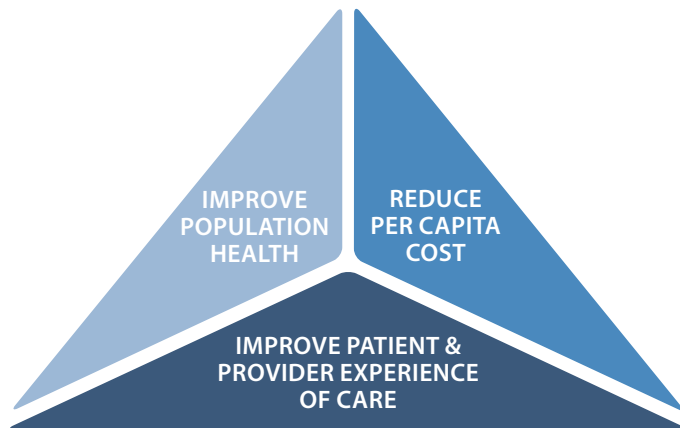 IMPROVE
POPULATION
HEALTH
REDUCE
PER CAPITA
COST
IMPROVE PATIENT &
PROVIDER EXPERIENCE
OF CARE